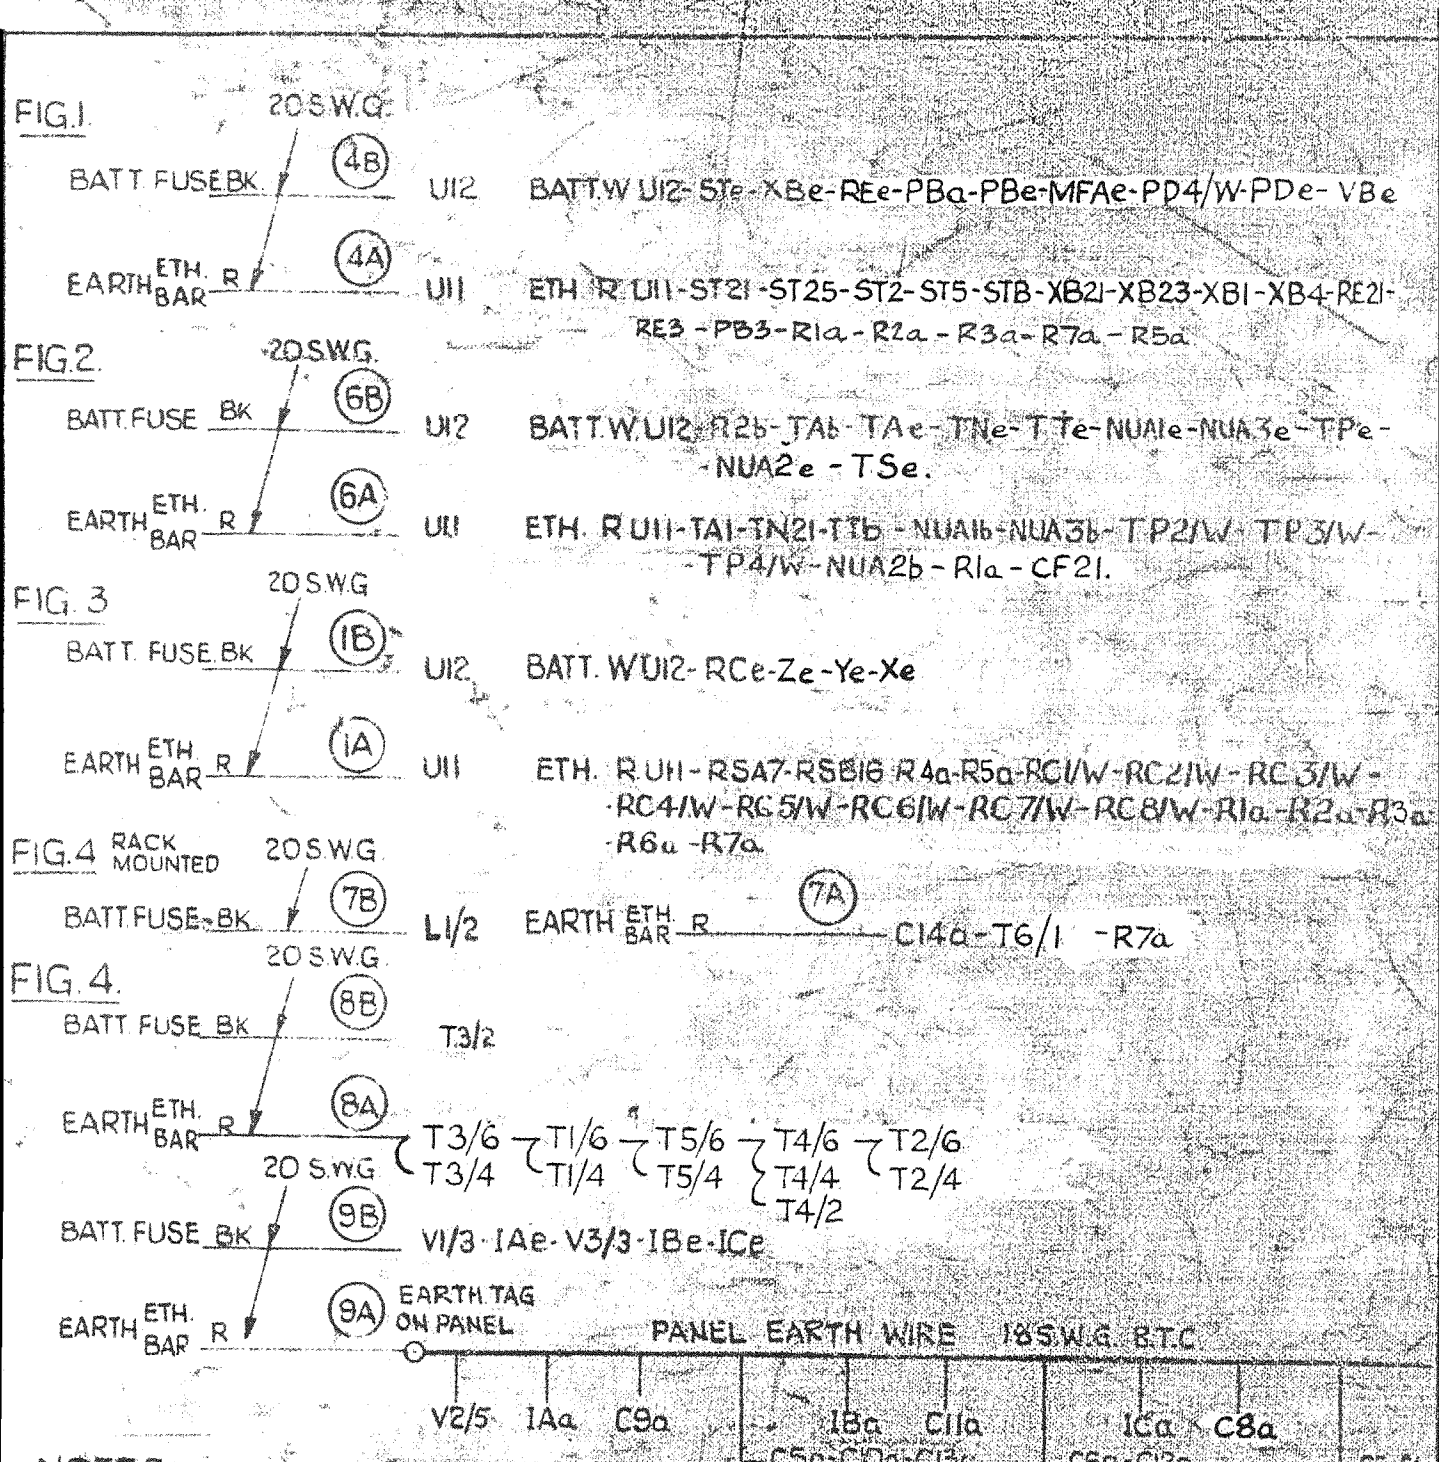 FIG.1. 20 S.W.G.
BATT. FUSE BK. 4B U12 BATT.W U12-STe-XBe-REe-PBa-PBe-MFAe-PD4/W-PDe-VBe
EARTH ETH. BAR R 4A U11 ETH R U11-ST21-ST25-ST2-ST5-STB-XB21-XB23-XB1-XB4-RE21-
RE3-PB3-R1a-R2a-R3a-R7a-R5a
FIG.2. 20 S.W.G.
BATT.FUSE BK 6B U12 BATT.W.U12-R2b-TAb-TAe-TNe-TTe-NUA1e-NUA3e-TPe-
-NUA2e-TSe.
EARTH ETH. BAR R 6A U11 ETH. R U11-TA1-TN21-TTb-NUA1b-NUA3b-TP2/W-TP3/W-
-TP4/W-NUA2b-R1a-CF21.
FIG. 3 20 S.W.G
BATT. FUSE. BK 1B U12 BATT. W U12-RCe-Ze-Ye-Xe
EARTH ETH. BAR R 1A U11 ETH. R.U11-RSA7-RSB16-R4a-R5a-RC1/W-RC2/W-RC3/W-
-RC4/W-RC5/W-RC6/W-RC7/W-RC8/W-R1a-R2a-R3a
-R6a-R7a
FIG.4 RACK MOUNTED 20 S.W.G.
BATT.FUSE-BK 7B L1/2 EARTH ETH. BAR R 7A C14a-T6/1 -R7a
FIG. 4. 20 S.W.G.
BATT. FUSE BK 8B T.3/2
EARTH ETH. BAR R 8A T3/6 T1/6 T5/6 T4/6 T2/6
T3/4 T1/4 T5/4 T4/4 T2/4
T4/2
20 S.W.G
BATT. FUSE BK 9B V1/3-IAe-V3/3-IBe-ICe
EARTH ETH. BAR R 9A EARTH TAG ON PANEL
PANEL EARTH WIRE 18 S.W.G. B.T.C
V2/5 IAa C9a IBa C11a ICa C8a